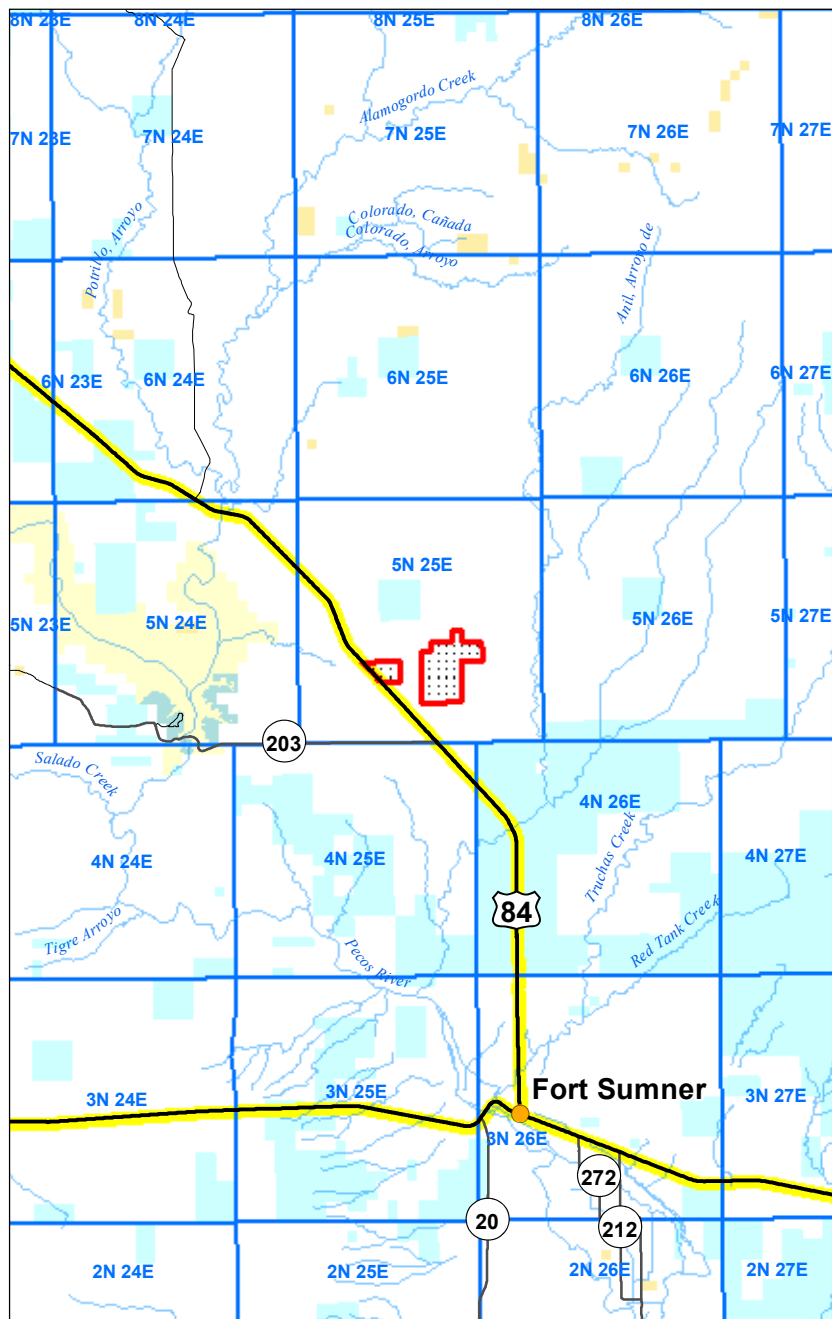 8N 23E
8N 24E
8N 25E
8N 26E
Alamogordo Creek
7N 23E
7N 24E
7N 25E
7N 26E
7N 27E
Potrillo, Arroyo
Colorado, Cañada
Colorado, Arroyo
Anil, Arroyo de
6N 23E
6N 24E
6N 25E
6N 26E
6N 27E
5N 23E
5N 24E
5N 25E
5N 26E
5N 27E
203
Salado Creek
4N 24E
4N 25E
4N 26E
4N 27E
Truchas Creek
84
Tigre Arroyo
Pecos River
Red Tank Creek
3N 24E
3N 25E
Fort Sumner
3N 26E
3N 27E
272
20
212
2N 24E
2N 25E
2N 26E
2N 27E